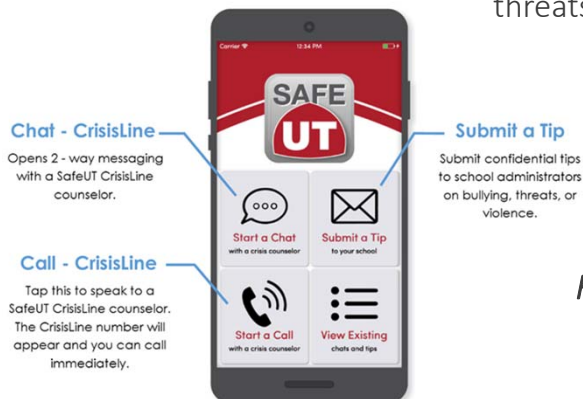 threats
Carrier
12:34 PM
SAFE
UT
Chat - CrisisLine
Opens 2 - way messaging
with a SafeUT CrisisLine
counselor.
Submit a Tip
Submit confidential tips
to school administrators
on bullying, threats, or
violence.
Start a Chat
with a crisis counselor
Submit a Tip
to your school
Call - CrisisLine
Tap this to speak to a
SafeUT CrisisLine counselor.
The CrisisLine number will
appear and you can call
immediately.
Start a Call
with a crisis counselor
View Existing
chats and tips